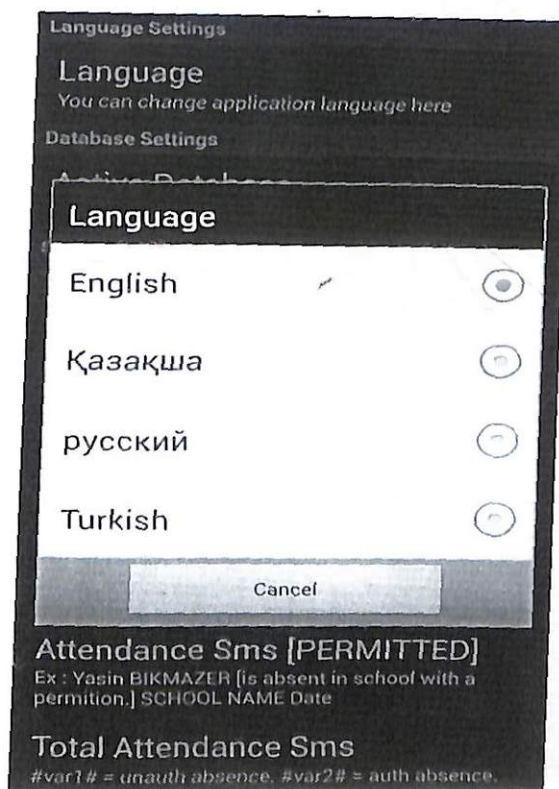 Language Settings
Language
You can change application language here
Database Settings
Active Database
Language
English
Қазақша
русский
Turkish
Cancel
Attendance Sms [PERMITTED]
Ex : Yasin BIKMAZER [is absent in school with a
permition.] SCHOOL NAME Date
Total Attendance Sms
#var1# = unauth absence, #var2# = auth absence,